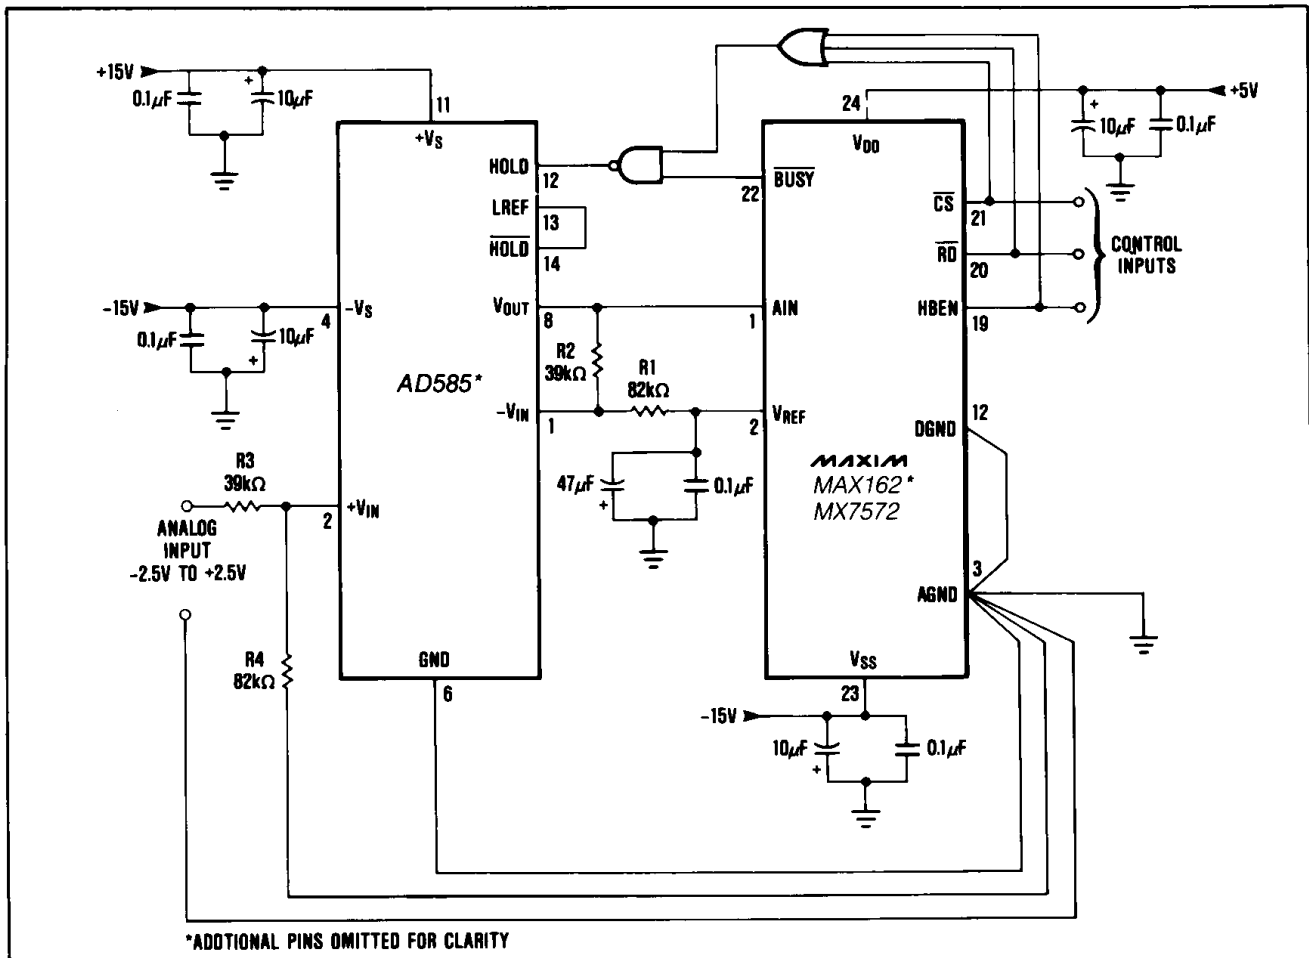 +15V
0.1µF
+
10µF
11
+VS
HOLD
12
LREF
13
H̅O̅L̅D̅
14
-15V
0.1µF
10µF
+
4
-VS
VOUT
8
AD585*
-VIN
1
R2
39kΩ
R1
82kΩ
47µF
+
0.1µF
R3
39kΩ
2
+VIN
ANALOG
INPUT
-2.5V TO +2.5V
R4
82kΩ
GND
6
24
VDD
+
10µF
0.1µF
+5V
22
B̅U̅S̅Y̅
C̅S̅
21
R̅D̅
20
HBEN
19
CONTROL
INPUTS
1
AIN
2
VREF
12
DGND
MAXIM
MAX162*
MX7572
3
AGND
VSS
23
-15V
10µF
+
0.1µF
*ADDTIONAL PINS OMITTED FOR CLARITY